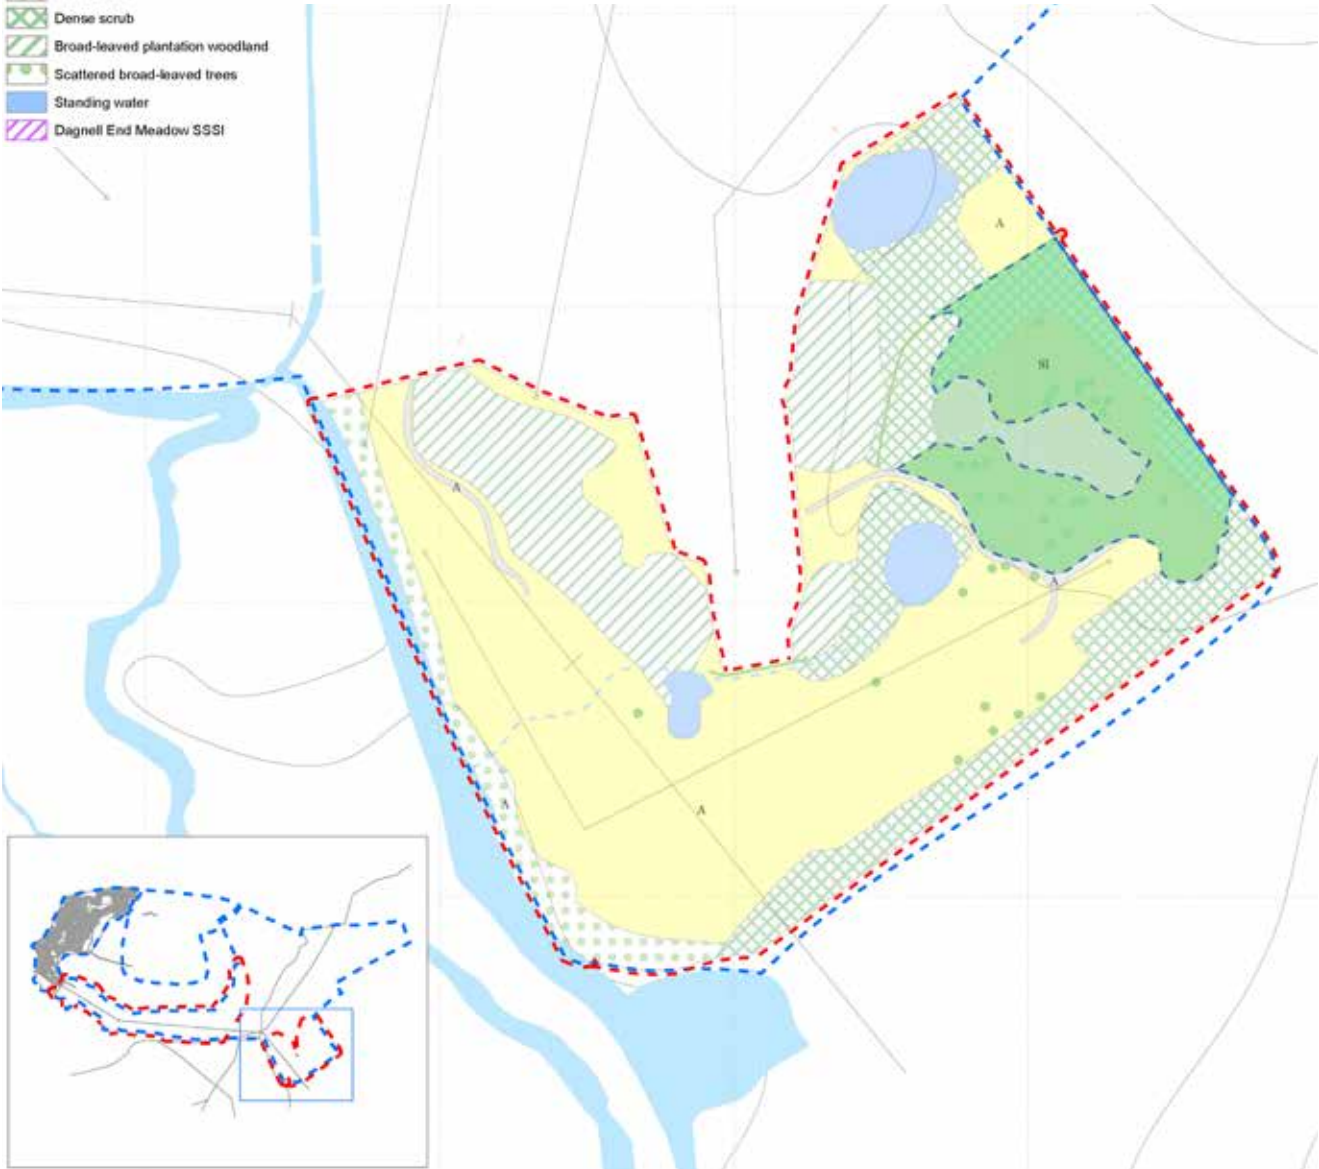 Dense scrub
Broad-leaved plantation woodland
Scattered broad-leaved trees
Standing water
Dagnell End Meadow SSSI
A
SI
A
A
A
A